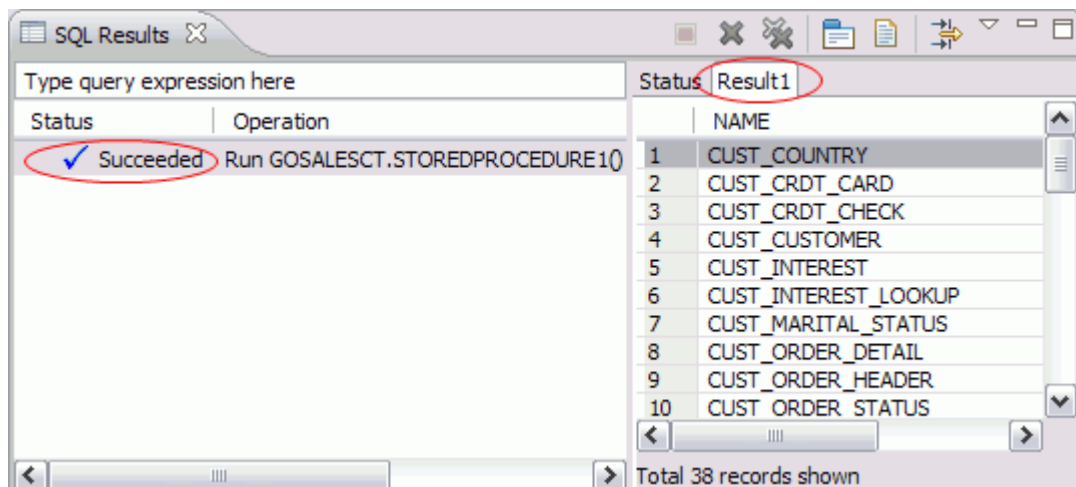 SQL Results
Type query expression here
Status Operation
Succeeded Run GOSALESCT.STOREDPROCEDURE1()
Status Result1
NAME
1 CUST_COUNTRY
2 CUST_CRDT_CARD
3 CUST_CRDT_CHECK
4 CUST_CUSTOMER
5 CUST_INTEREST
6 CUST_INTEREST_LOOKUP
7 CUST_MARITAL_STATUS
8 CUST_ORDER_DETAIL
9 CUST_ORDER_HEADER
10 CUST_ORDER_STATUS
Total 38 records shown